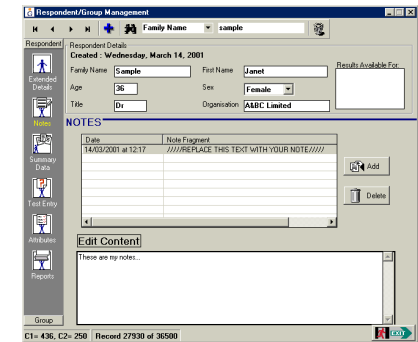 Respondent/Group Management
Family Name sample
Respondent
Respondent Details
Created : Wednesday, March 14, 2001
Family Name Sample First Name Janet Results Available For:
Age 36 Sex Female
Title Dr Organisation A&BC Limited
Extended Details
Notes
Summary Data
Test Entry
Attributes
Reports
Group
NOTES
Date Note Fragment
14/03/2001 at 12:17 /////REPLACE THIS TEXT WITH YOUR NOTE/////
Add
Delete
Edit Content
These are my notes...
EXIT
C1= 436, C2= 250 Record 27930 of 36500